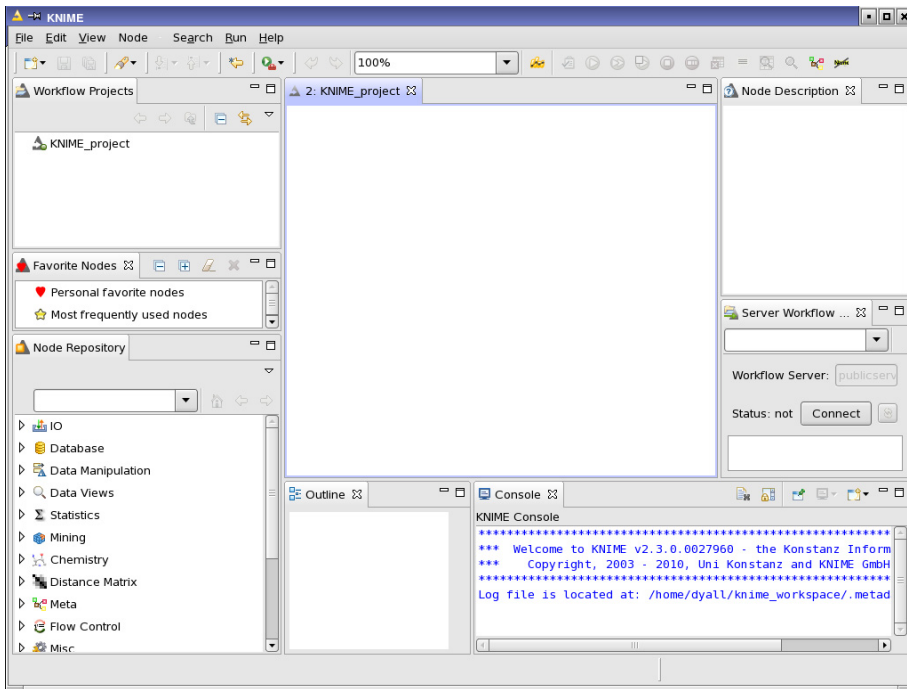 KNIME
File Edit View Node Search Run Help
100%
Workflow Projects
KNIME_project
Favorite Nodes
Personal favorite nodes
Most frequently used nodes
Node Repository
IO
Database
Data Manipulation
Data Views
Statistics
Mining
Chemistry
Distance Matrix
Meta
Flow Control
Misc
2: KNIME_project
Node Description
Server Workflow ...
Workflow Server: publicserv
Status: not Connect
Outline
Console
KNIME Console
***********************************************************
*** Welcome to KNIME v2.3.0.0027960 - the Konstanz Inform
*** Copyright, 2003 - 2010, Uni Konstanz and KNIME GmbH
***********************************************************
Log file is located at: /home/dyall/knime_workspace/.metad